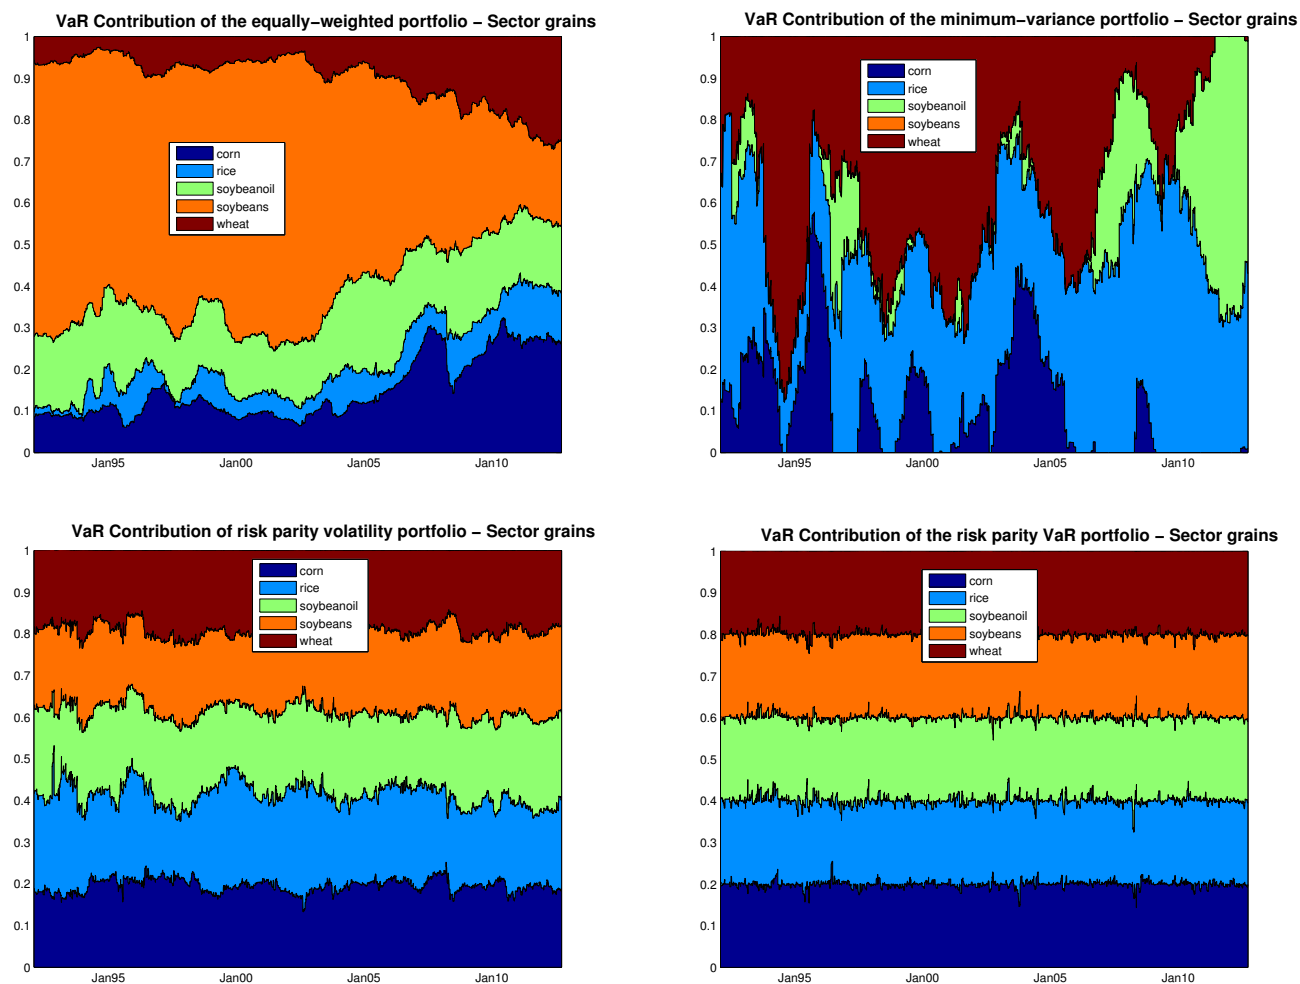 VaR Contribution of the equally−weighted portfolio − Sector grains
1
0.9
0.8
0.7
0.6
0.5
0.4
0.3
0.2
0.1
0
corn
rice
soybeanoil
soybeans
wheat
Jan95 Jan00 Jan05 Jan10
VaR Contribution of the minimum−variance portfolio − Sector grains
1
0.9
0.8
0.7
0.6
0.5
0.4
0.3
0.2
0.1
0
corn
rice
soybeanoil
soybeans
wheat
Jan95 Jan00 Jan05 Jan10
VaR Contribution of risk parity volatility portfolio − Sector grains
1
0.9
0.8
0.7
0.6
0.5
0.4
0.3
0.2
0.1
0
corn
rice
soybeanoil
soybeans
wheat
Jan95 Jan00 Jan05 Jan10
VaR Contribution of the risk parity VaR portfolio − Sector grains
1
0.9
0.8
0.7
0.6
0.5
0.4
0.3
0.2
0.1
0
corn
rice
soybeanoil
soybeans
wheat
Jan95 Jan00 Jan05 Jan10